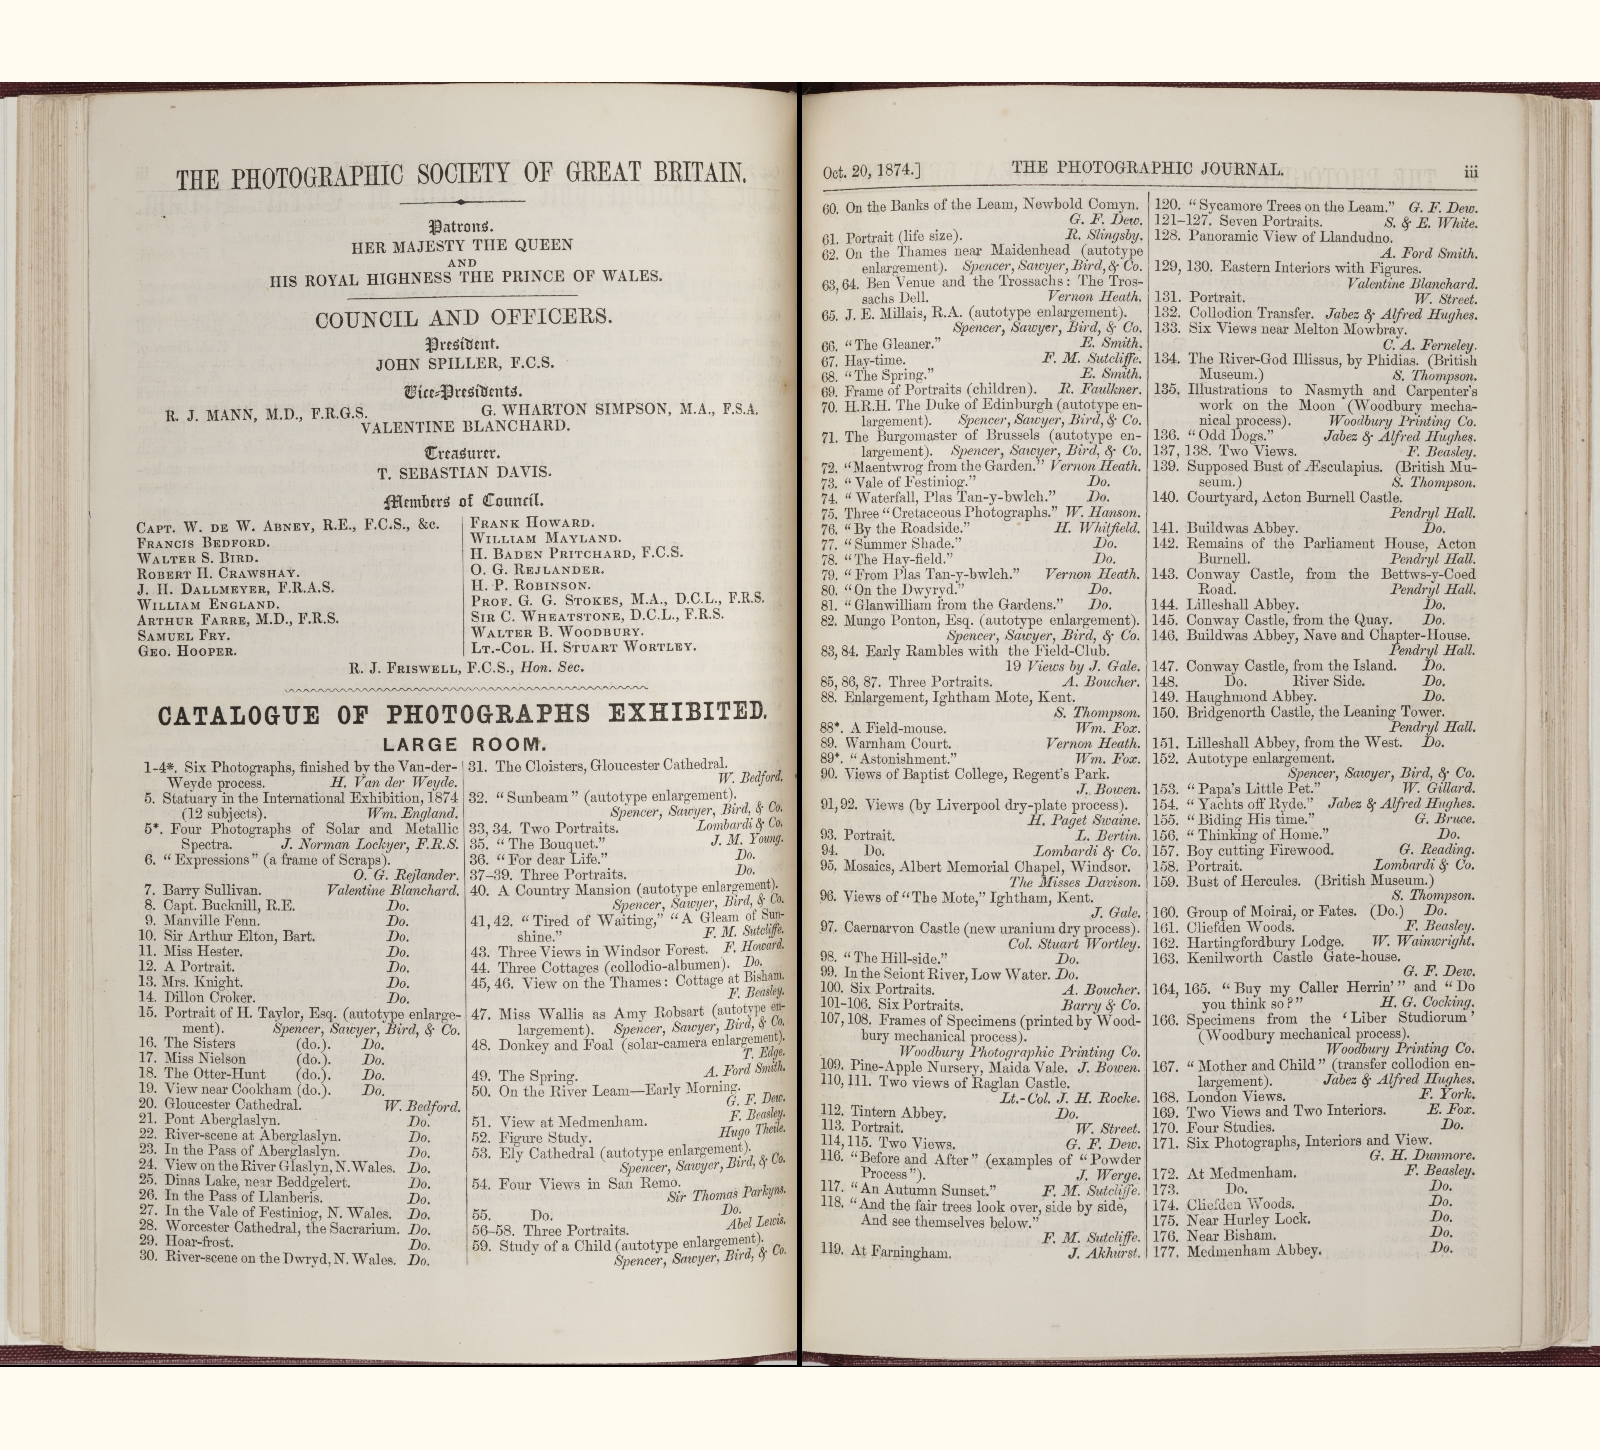 THE PHOTOGRAPHIC SOCIETY OF GREAT BRITAIN.
Patrons.
HER MAJESTY THE QUEEN
AND
HIS ROYAL HIGHNESS THE PRINCE OF WALES.
COUNCIL AND OFFICERS.
President.
JOHN SPILLER, F.C.S.
Vice-Presidents.
R. J. MANN, M.D., F.R.G.S. G. WHARTON SIMPSON, M.A., F.S.A.
VALENTINE BLANCHARD.
Treasurer.
T. SEBASTIAN DAVIS.
Members of Council.
CAPT. W. DE W. ABNEY, R.E., F.C.S., &c.
FRANCIS BEDFORD.
WALTER S. BIRD.
ROBERT H. CRAWSHAY.
J. H. DALLMEYER, F.R.A.S.
WILLIAM ENGLAND.
ARTHUR FARRE, M.D., F.R.S.
SAMUEL FRY.
GEO. HOOPER.
FRANK HOWARD.
WILLIAM MAYLAND.
H. BADEN PRITCHARD, F.C.S.
O. G. REJLANDER.
H. P. ROBINSON.
PROF. G. G. STOKES, M.A., D.C.L., F.R.S.
SIR C. WHEATSTONE, D.C.L., F.R.S.
WALTER B. WOODBURY.
LT.-COL. H. STUART WORTLEY.
R. J. FRISWELL, F.C.S., Hon. Sec.
CATALOGUE OF PHOTOGRAPHS EXHIBITED.
LARGE ROOM.
1-4*. Six Photographs, finished by the Van-der-
Weyde process. H. Van der Weyde.
5. Statuary in the International Exhibition, 1874
(12 subjects). Wm. England.
5*. Four Photographs of Solar and Metallic
Spectra. J. Norman Lockyer, F.R.S.
6. "Expressions" (a frame of Scraps).
O. G. Rejlander.
7. Barry Sullivan. Valentine Blanchard.
8. Capt. Bucknill, R.E. Do.
9. Manville Fenn. Do.
10. Sir Arthur Elton, Bart. Do.
11. Miss Hester. Do.
12. A Portrait. Do.
13. Mrs. Knight. Do.
14. Dillon Croker. Do.
15. Portrait of H. Taylor, Esq. (autotype enlarge-
ment). Spencer, Sawyer, Bird, & Co.
16. The Sisters (do.). Do.
17. Miss Nielson (do.). Do.
18. The Otter-Hunt (do.). Do.
19. View near Cookham (do.). Do.
20. Gloucester Cathedral. W. Bedford.
21. Pont Aberglaslyn. Do.
22. River-scene at Aberglaslyn. Do.
23. In the Pass of Aberglaslyn. Do.
24. View on the River Glaslyn, N. Wales. Do.
25. Dinas Lake, near Beddgelert. Do.
26. In the Pass of Llanberis. Do.
27. In the Vale of Festiniog, N. Wales. Do.
28. Worcester Cathedral, the Sacrarium. Do.
29. Hoar-frost. Do.
30. River-scene on the Dwryd, N. Wales. Do.
31. The Cloisters, Gloucester Cathedral.
W. Bedford.
32. "Sunbeam" (autotype enlargement).
Spencer, Sawyer, Bird, & Co.
33, 34. Two Portraits. Lombardi & Co.
35. "The Bouquet." J. M. Young.
36. "For dear Life." Do.
37-39. Three Portraits. Do.
40. A Country Mansion (autotype enlargement).
Spencer, Sawyer, Bird, & Co.
41, 42. "Tired of Waiting," "A Gleam of Sun-
shine." F. M. Sutcliffe.
43. Three Views in Windsor Forest. F. Howard.
44. Three Cottages (collodio-albumen). Do.
45, 46. View on the Thames: Cottage at Bisham.
F. Beasley.
47. Miss Wallis as Amy Robsart (autotype en-
largement). Spencer, Sawyer, Bird, & Co.
48. Donkey and Foal (solar-camera enlargement).
T. Edge.
49. The Spring. A. Ford Smith.
50. On the River Leam—Early Morning.
G. F. Dew.
51. View at Medmenham. F. Beasley.
52. Figure Study. Hugo Theile.
53. Ely Cathedral (autotype enlargement).
Spencer, Sawyer, Bird, & Co.
54. Four Views in San Remo.
Sir Thomas Parkyns.
55. Do. Do.
56-58. Three Portraits. Abel Lewis.
59. Study of a Child (autotype enlargement).
Spencer, Sawyer, Bird, & Co.
Oct. 20, 1874.] THE PHOTOGRAPHIC JOURNAL. iii
60. On the Banks of the Leam, Newbold Comyn.
G. F. Dew.
61. Portrait (life size). R. Slingsby.
62. On the Thames near Maidenhead (autotype
enlargement). Spencer, Sawyer, Bird, & Co.
63, 64. Ben Venue and the Trossachs: The Tros-
sachs Dell. Vernon Heath.
65. J. E. Millais, R.A. (autotype enlargement).
Spencer, Sawyer, Bird, & Co.
66. "The Gleaner." E. Smith.
67. Hay-time. F. M. Sutcliffe.
68. "The Spring." E. Smith.
69. Frame of Portraits (children). R. Faulkner.
70. H.R.H. The Duke of Edinburgh (autotype en-
largement). Spencer, Sawyer, Bird, & Co.
71. The Burgomaster of Brussels (autotype en-
largement). Spencer, Sawyer, Bird, & Co.
72. "Maentwrog from the Garden." Vernon Heath.
73. "Vale of Festiniog." Do.
74. "Waterfall, Plas Tan-y-bwlch." Do.
75. Three "Cretaceous Photographs." W. Hanson.
76. "By the Roadside." H. Whitfield.
77. "Summer Shade." Do.
78. "The Hay-field." Do.
79. "From Plas Tan-y-bwlch." Vernon Heath.
80. "On the Dwyryd." Do.
81. "Glanwilliam from the Gardens." Do.
82. Mungo Ponton, Esq. (autotype enlargement).
Spencer, Sawyer, Bird, & Co.
83, 84. Early Rambles with the Field-Club.
19 Views by J. Gale.
85, 86, 87. Three Portraits. A. Boucher.
88. Enlargement, Ightham Mote, Kent.
S. Thompson.
88*. A Field-mouse. Wm. Fox.
89. Warnham Court. Vernon Heath.
89*. "Astonishment." Wm. Fox.
90. Views of Baptist College, Regent's Park.
J. Bowen.
91, 92. Views (by Liverpool dry-plate process).
H. Paget Swaine.
93. Portrait. L. Bertin.
94. Do. Lombardi & Co.
95. Mosaics, Albert Memorial Chapel, Windsor.
The Misses Davison.
96. Views of "The Mote," Ightham, Kent.
J. Gale.
97. Caernarvon Castle (new uranium dry process).
Col. Stuart Wortley.
98. "The Hill-side." Do.
99. In the Seiont River, Low Water. Do.
100. Six Portraits. A. Boucher.
101-106. Six Portraits. Barry & Co.
107, 108. Frames of Specimens (printed by Wood-
bury mechanical process).
Woodbury Photographic Printing Co.
109. Pine-Apple Nursery, Maida Vale. J. Bowen.
110, 111. Two views of Raglan Castle.
Lt.-Col. J. H. Rocke.
112. Tintern Abbey. Do.
113. Portrait. W. Street.
114, 115. Two Views. G. F. Dew.
116. "Before and After" (examples of "Powder
Process"). J. Werge.
117. "An Autumn Sunset." F. M. Sutcliffe.
118. "And the fair trees look over, side by side,
And see themselves below."
F. M. Sutcliffe.
119. At Farningham. J. Akhurst.
120. "Sycamore Trees on the Leam." G. F. Dew.
121-127. Seven Portraits. S. & E. White.
128. Panoramic View of Llandudno.
A. Ford Smith.
129, 130. Eastern Interiors with Figures.
Valentine Blanchard.
131. Portrait. W. Street.
132. Collodion Transfer. Jabez & Alfred Hughes.
133. Six Views near Melton Mowbray.
C. A. Ferneley.
134. The River-God Illissus, by Phidias. (British
Museum.) S. Thompson.
135. Illustrations to Nasmyth and Carpenter's
work on the Moon (Woodbury mecha-
nical process). Woodbury Printing Co.
136. "Odd Dogs." Jabez & Alfred Hughes.
137, 138. Two Views. F. Beasley.
139. Supposed Bust of Æsculapius. (British Mu-
seum.) S. Thompson.
140. Courtyard, Acton Burnell Castle.
Pendryl Hall.
141. Buildwas Abbey. Do.
142. Remains of the Parliament House, Acton
Burnell. Pendryl Hall.
143. Conway Castle, from the Bettws-y-Coed
Road. Pendryl Hall.
144. Lilleshall Abbey. Do.
145. Conway Castle, from the Quay. Do.
146. Buildwas Abbey, Nave and Chapter-House.
Pendryl Hall.
147. Conway Castle, from the Island. Do.
148. Do. River Side. Do.
149. Haughmond Abbey. Do.
150. Bridgenorth Castle, the Leaning Tower.
Pendryl Hall.
151. Lilleshall Abbey, from the West. Do.
152. Autotype enlargement.
Spencer, Sawyer, Bird, & Co.
153. "Papa's Little Pet." W. Gillard.
154. "Yachts off Ryde." Jabez & Alfred Hughes.
155. "Biding His time." G. Bruce.
156. "Thinking of Home." Do.
157. Boy cutting Firewood. G. Reading.
158. Portrait. Lombardi & Co.
159. Bust of Hercules. (British Museum.)
S. Thompson.
160. Group of Moirai, or Fates. (Do.) Do.
161. Cliefden Woods. F. Beasley.
162. Hartingfordbury Lodge. W. Wainwright.
163. Kenilworth Castle Gate-house.
G. F. Dew.
164, 165. "Buy my Caller Herrin'" and "Do
you think so?" H. G. Cocking.
166. Specimens from the 'Liber Studiorum'
(Woodbury mechanical process).
Woodbury Printing Co.
167. "Mother and Child" (transfer collodion en-
largement). Jabez & Alfred Hughes.
168. London Views. F. York.
169. Two Views and Two Interiors. E. Fox.
170. Four Studies. Do.
171. Six Photographs, Interiors and View.
G. H. Dunmore.
172. At Medmenham. F. Beasley.
173. Do. Do.
174. Cliefden Woods. Do.
175. Near Hurley Lock. Do.
176. Near Bisham. Do.
177. Medmenham Abbey. Do.